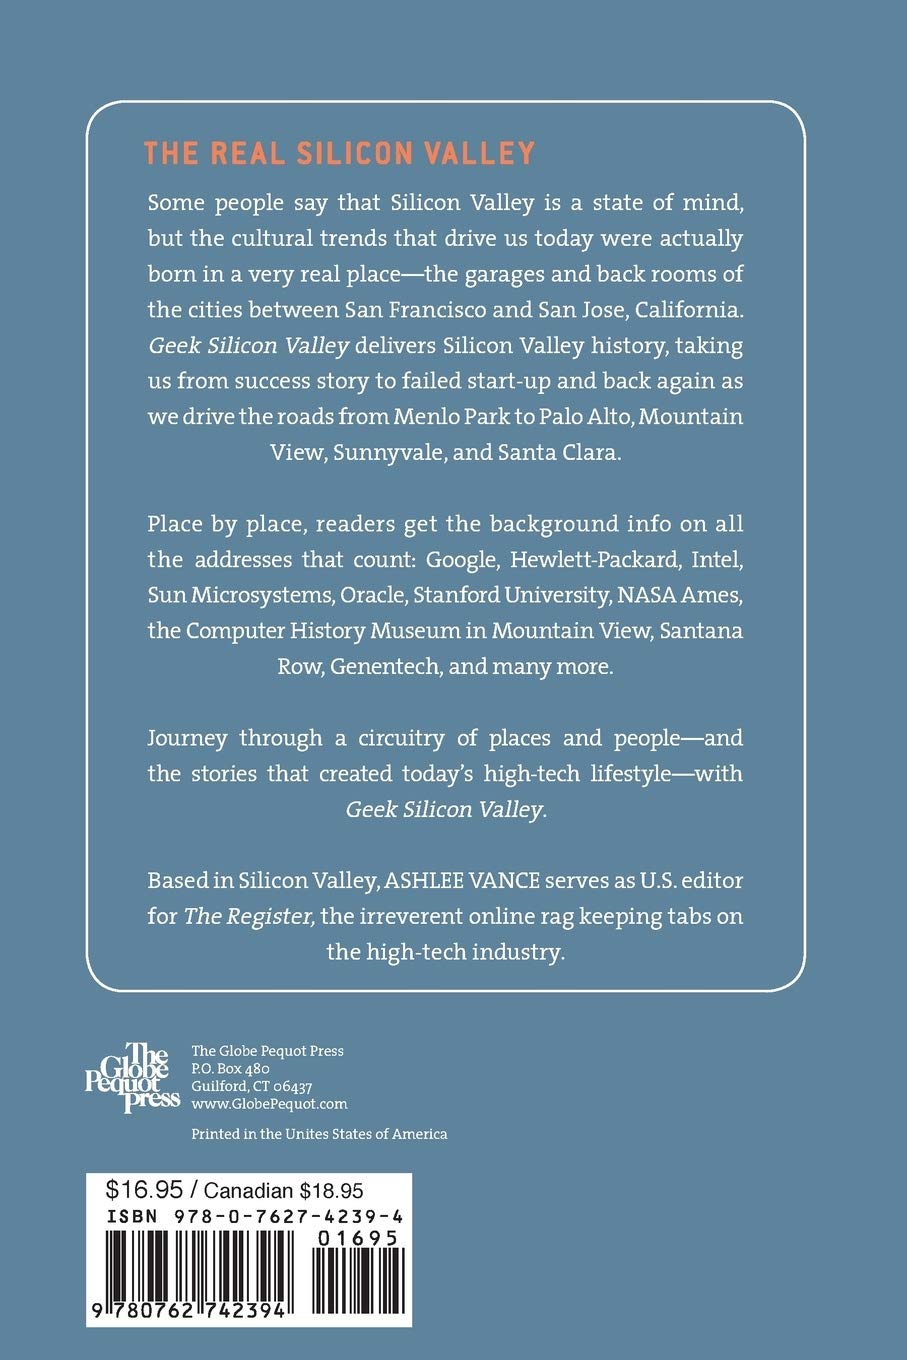 THE REAL SILICON VALLEY
Some people say that Silicon Valley is a state of mind,
but the cultural trends that drive us today were actually
born in a very real place—the garages and back rooms of
the cities between San Francisco and San Jose, California.
Geek Silicon Valley delivers Silicon Valley history, taking
us from success story to failed start-up and back again as
we drive the roads from Menlo Park to Palo Alto, Mountain
View, Sunnyvale, and Santa Clara.
Place by place, readers get the background info on all
the addresses that count: Google, Hewlett-Packard, Intel,
Sun Microsystems, Oracle, Stanford University, NASA Ames,
the Computer History Museum in Mountain View, Santana
Row, Genentech, and many more.
Journey through a circuitry of places and people—and
the stories that created today’s high-tech lifestyle—with
Geek Silicon Valley.
Based in Silicon Valley, ASHLEE VANCE serves as U.S. editor
for The Register, the irreverent online rag keeping tabs on
the high-tech industry.
The
Globe
Pequot
Press
The Globe Pequot Press
P.O. Box 480
Guilford, CT 06437
www.GlobePequot.com
Printed in the Unites States of America
$16.95 / Canadian $18.95
ISBN 978-0-7627-4239-4
01695
9 780762 742394